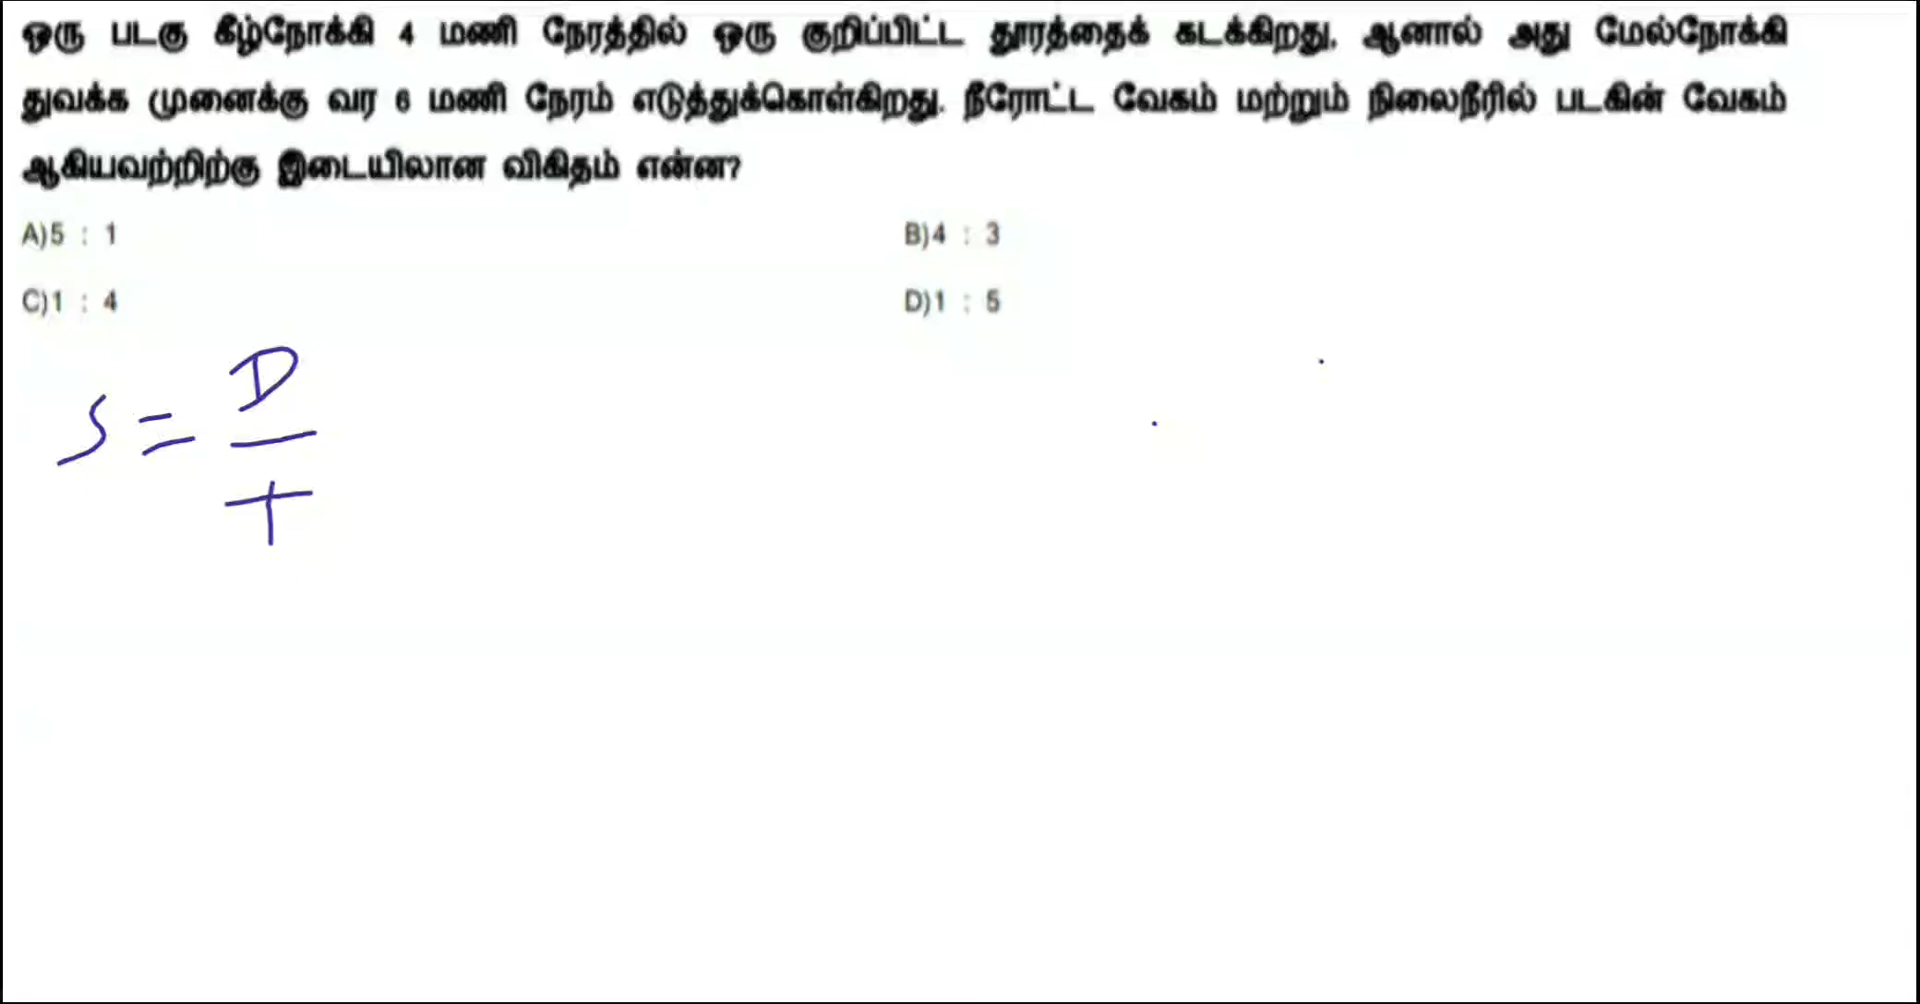 ஒரு படகு கீழ்நோக்கி 4 மணி நேரத்தில் ஒரு குறிப்பிட்ட தூரத்தைக் கடக்கிறது. ஆனால் அது மேல்நோக்கி
துவக்க முனைக்கு வர 6 மணி நேரம் எடுத்துக்கொள்கிறது. நீரோட்ட வேகம் மற்றும் நிலைநீரில் படகின் வேகம்
ஆகியவற்றிற்கு இடையிலான விகிதம் என்ன?
A)5 : 1 B)4 : 3
C)1 : 4 D)1 : 5
S = D
T